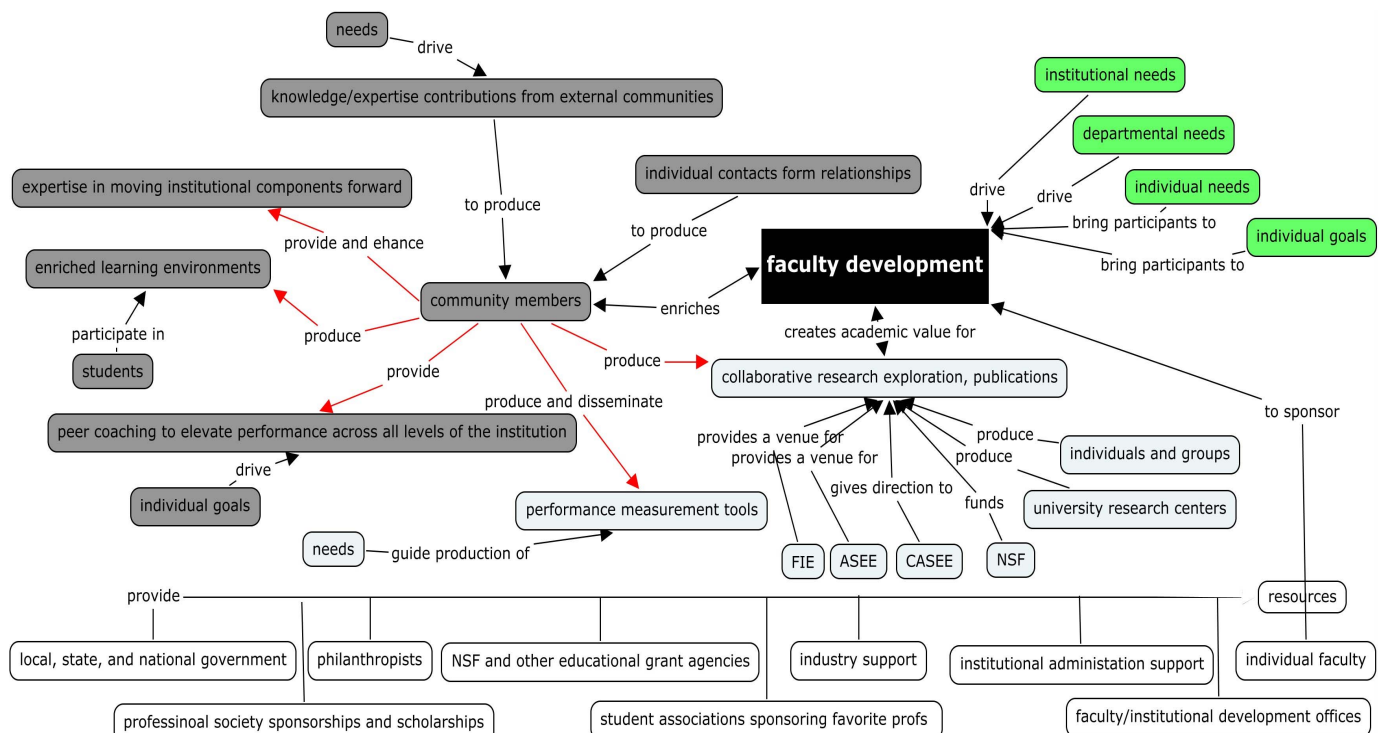 needs
drive
institutional needs
knowledge/expertise contributions from external communities
departmental needs
individual contacts form relationships
expertise in moving institutional components forward
drive
individual needs
drive
to produce
bring participants to
to produce
individual goals
provide and ehance
faculty development
bring participants to
enriched learning environments
community members
enriches
participate in
produce
creates academic value for
students
provide
produce
collaborative research exploration, publications
produce and disseminate
to sponsor
peer coaching to elevate performance across all levels of the institution
provides a venue for
produce
individuals and groups
provides a venue for
produce
drive
gives direction to
individual goals
performance measurement tools
funds
university research centers
needs
guide production of
FIE
ASEE
CASEE
NSF
provide
resources
local, state, and national government
philanthropists
NSF and other educational grant agencies
industry support
institutional administation support
individual faculty
professinoal society sponsorships and scholarships
student associations sponsoring favorite profs
faculty/institutional development offices